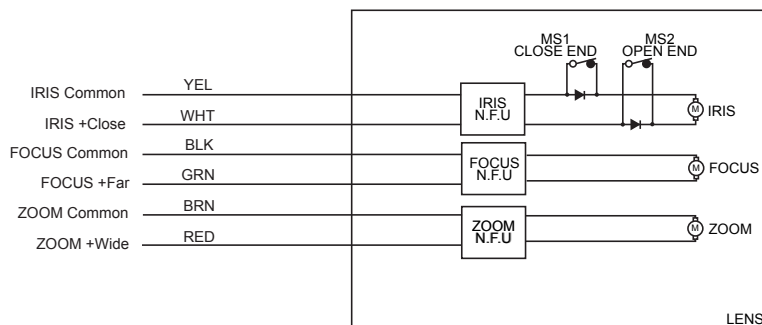 MS1
CLOSE END
MS2
OPEN END
IRIS Common
YEL
IRIS +Close
WHT
IRIS
N.F.U
M
IRIS
FOCUS Common
BLK
FOCUS +Far
GRN
FOCUS
N.F.U
M
FOCUS
ZOOM Common
BRN
ZOOM +Wide
RED
ZOOM
N.F.U
M
ZOOM
LENS